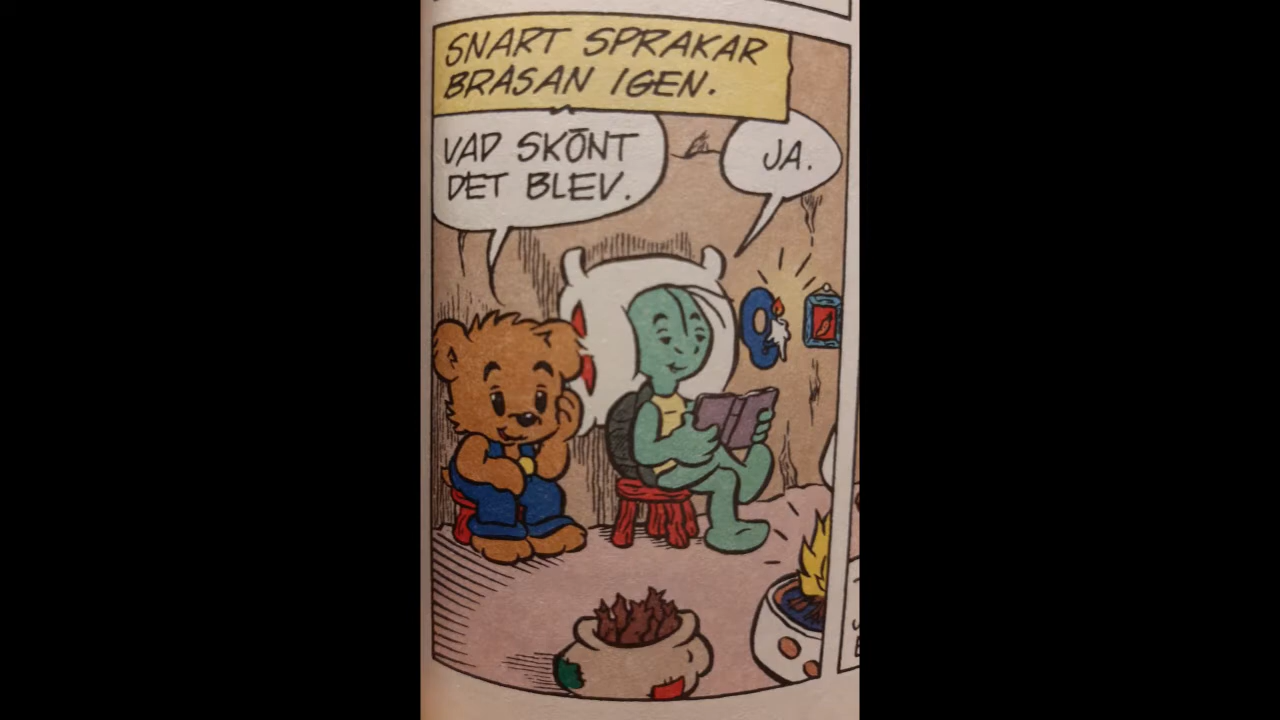 SNART SPRAKAR
BRASAN IGEN.
VAD SKÖNT
DET BLEV.
JA.